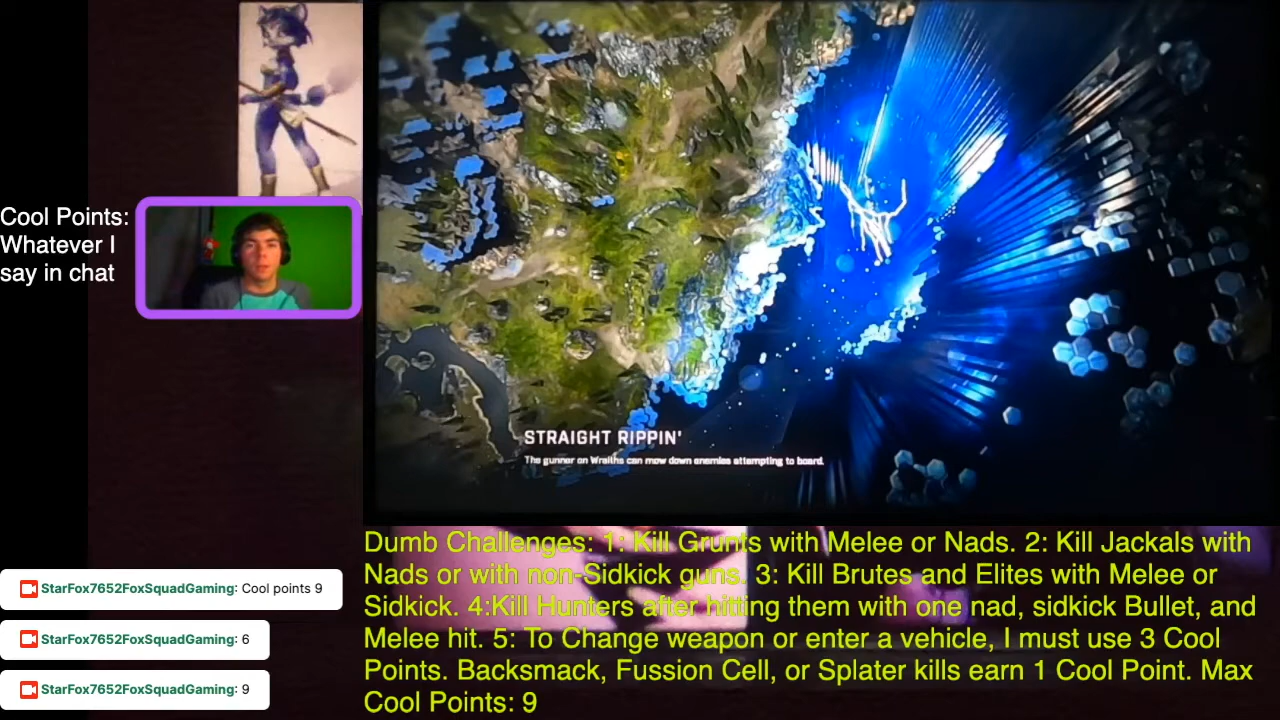 Cool Points:
Whatever I
say in chat
STRAIGHT RIPPIN'
The gunner on Wraiths can mow down enemies attempting to board.
Dumb Challenges: 1: Kill Grunts with Melee or Nads. 2: Kill Jackals with
Nads or with non-Sidkick guns. 3: Kill Brutes and Elites with Melee or
Sidkick. 4:Kill Hunters after hitting them with one nad, sidkick Bullet, and
Melee hit. 5: To Change weapon or enter a vehicle, I must use 3 Cool
Points. Backsmack, Fussion Cell, or Splater kills earn 1 Cool Point. Max
Cool Points: 9
StarFox7652FoxSquadGaming: Cool points 9
StarFox7652FoxSquadGaming: 6
StarFox7652FoxSquadGaming: 9